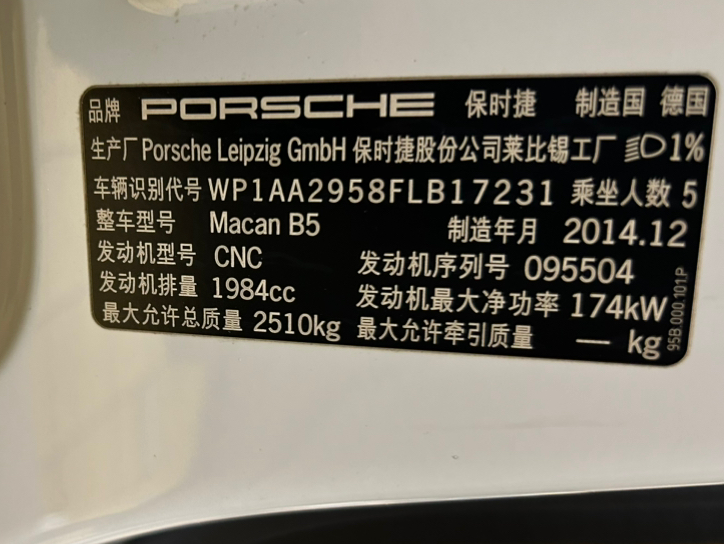 品牌 PORSCHE 保时捷 制造国 德国
生产厂 Porsche Leipzig GmbH 保时捷股份公司莱比锡工厂 1%
车辆识别代号 WP1AA2958FLB17231 乘坐人数 5
整车型号 Macan B5 制造年月 2014.12
发动机型号 CNC 发动机序列号 095504
发动机排量 1984cc 发动机最大净功率 174kW
最大允许总质量 2510kg 最大允许牵引质量 — kg
95B.000.101.P